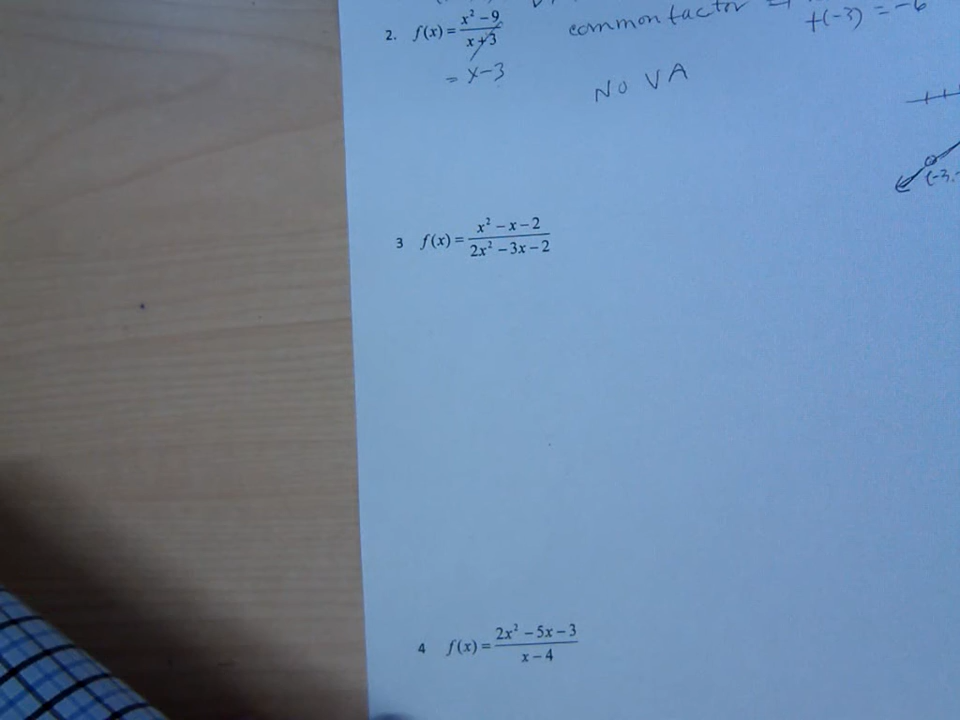 2. f(x) = (x² − 9)/(x + 3) common factor
+(-3) = -6
= x - 3
NO VA
(-3,
3 f(x) = (x² − x − 2)/(2x² − 3x − 2)
4 f(x) = (2x² − 5x − 3)/(x − 4)